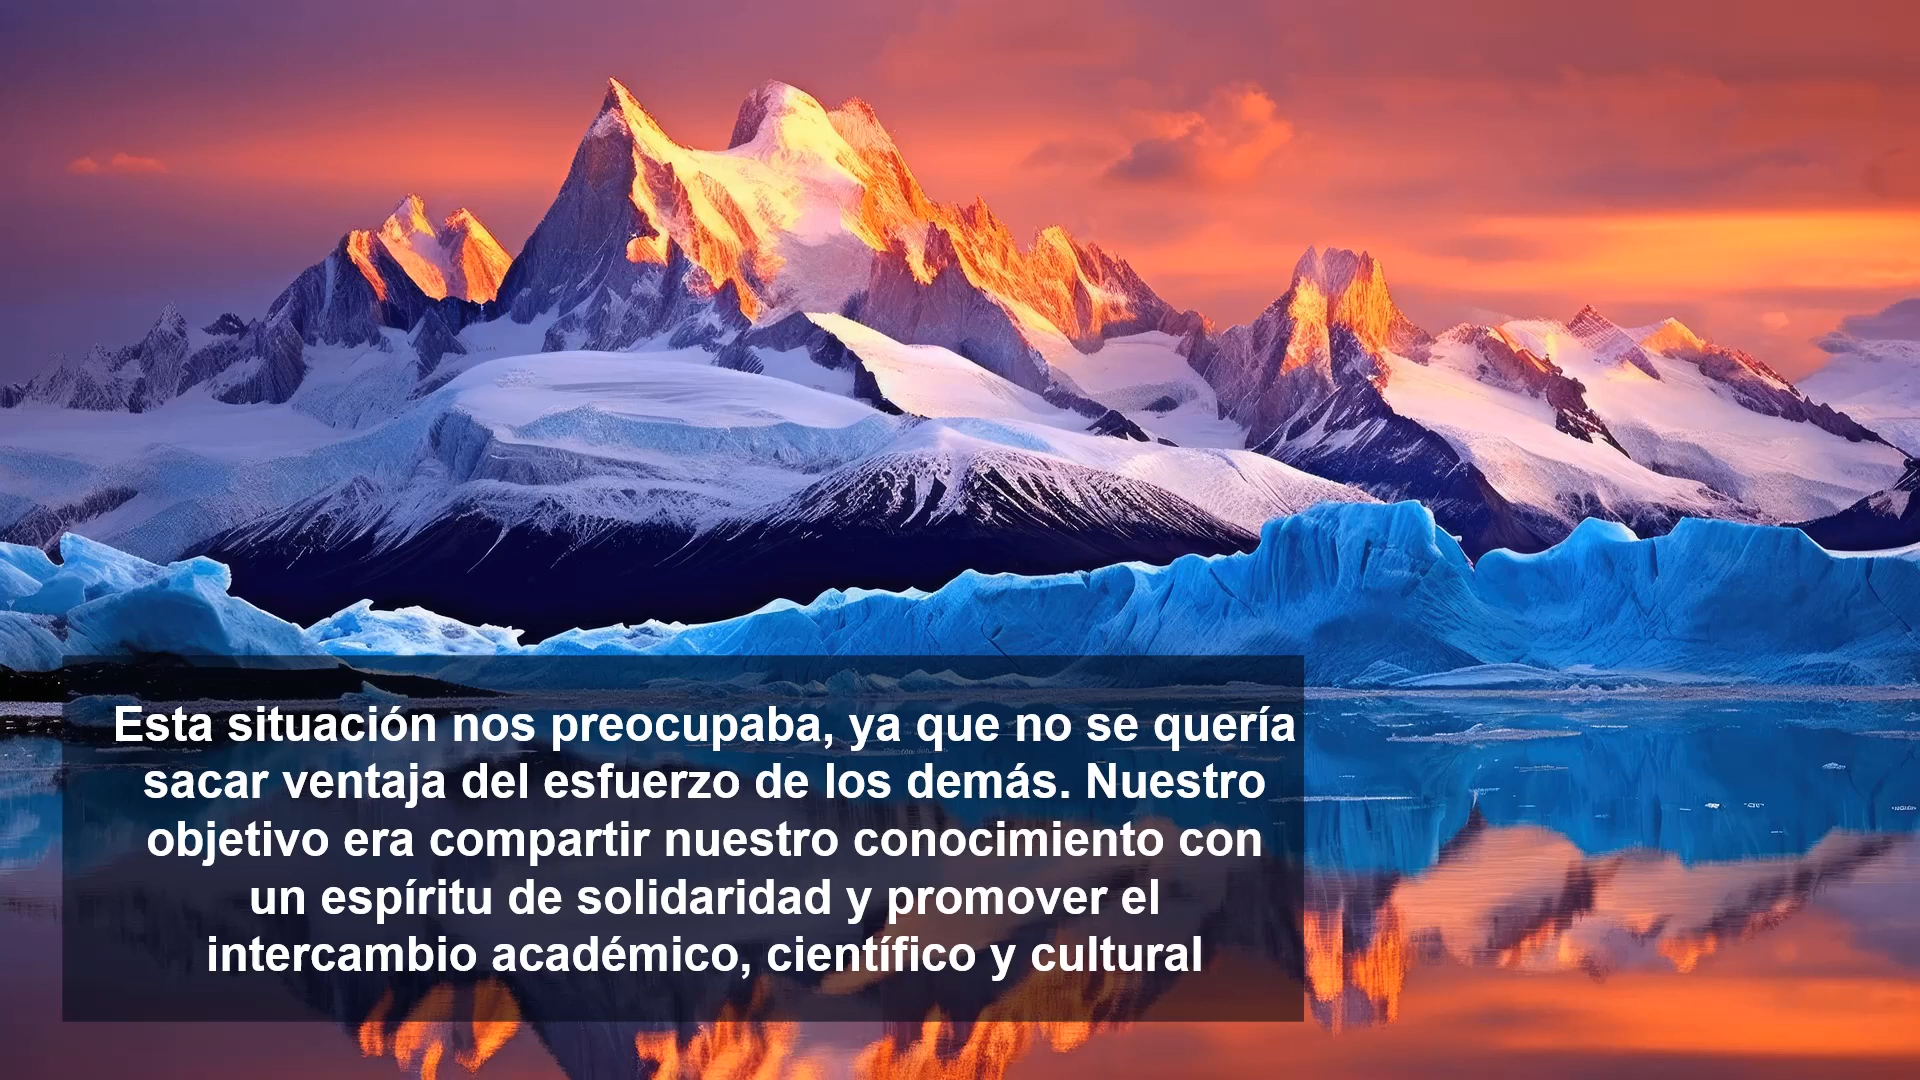 Esta situación nos preocupaba, ya que no se quería
sacar ventaja del esfuerzo de los demás. Nuestro
objetivo era compartir nuestro conocimiento con
un espíritu de solidaridad y promover el
intercambio académico, científico y cultural